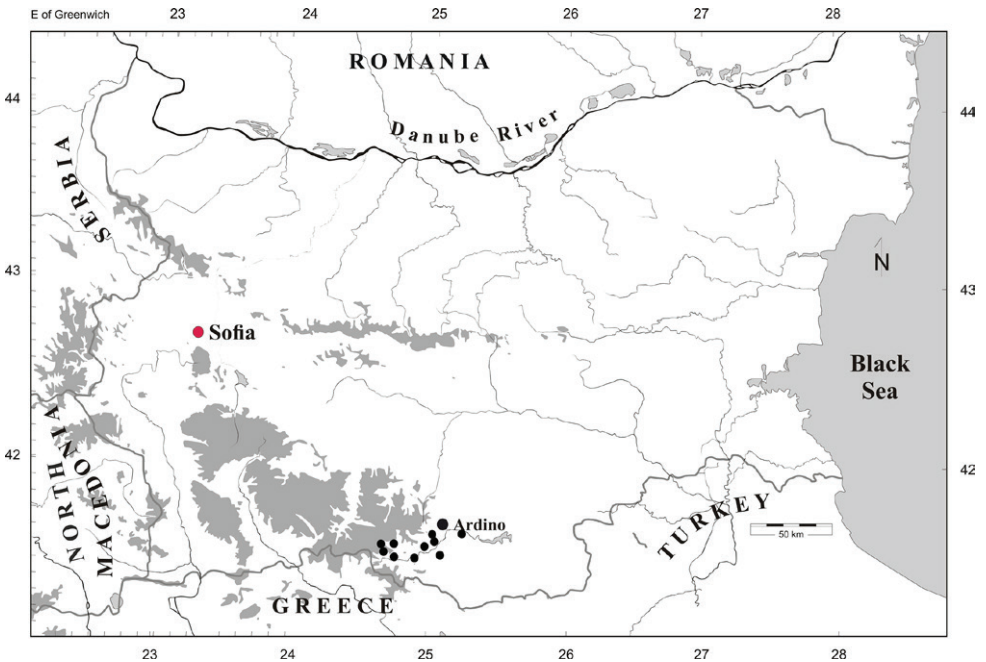 E of Greenwich 23 24 25 26 27 28
ROMANIA
44 44
Danube River
SERBIA
43 43
N
Sofia
Black
Sea
NORTH
MACEDONIA
42 42
Ardino
TURKEY
50 km
GREECE
23 24 25 26 27 28